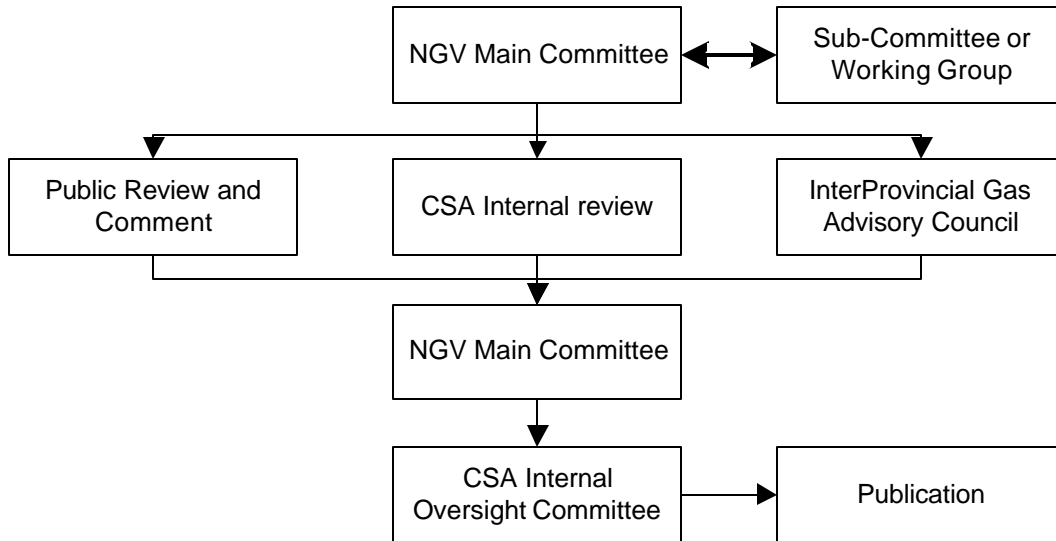 NGV Main Committee
Sub-Committee or
Working Group
Public Review and
Comment
CSA Internal review
InterProvincial Gas
Advisory Council
NGV Main Committee
CSA Internal
Oversight Committee
Publication